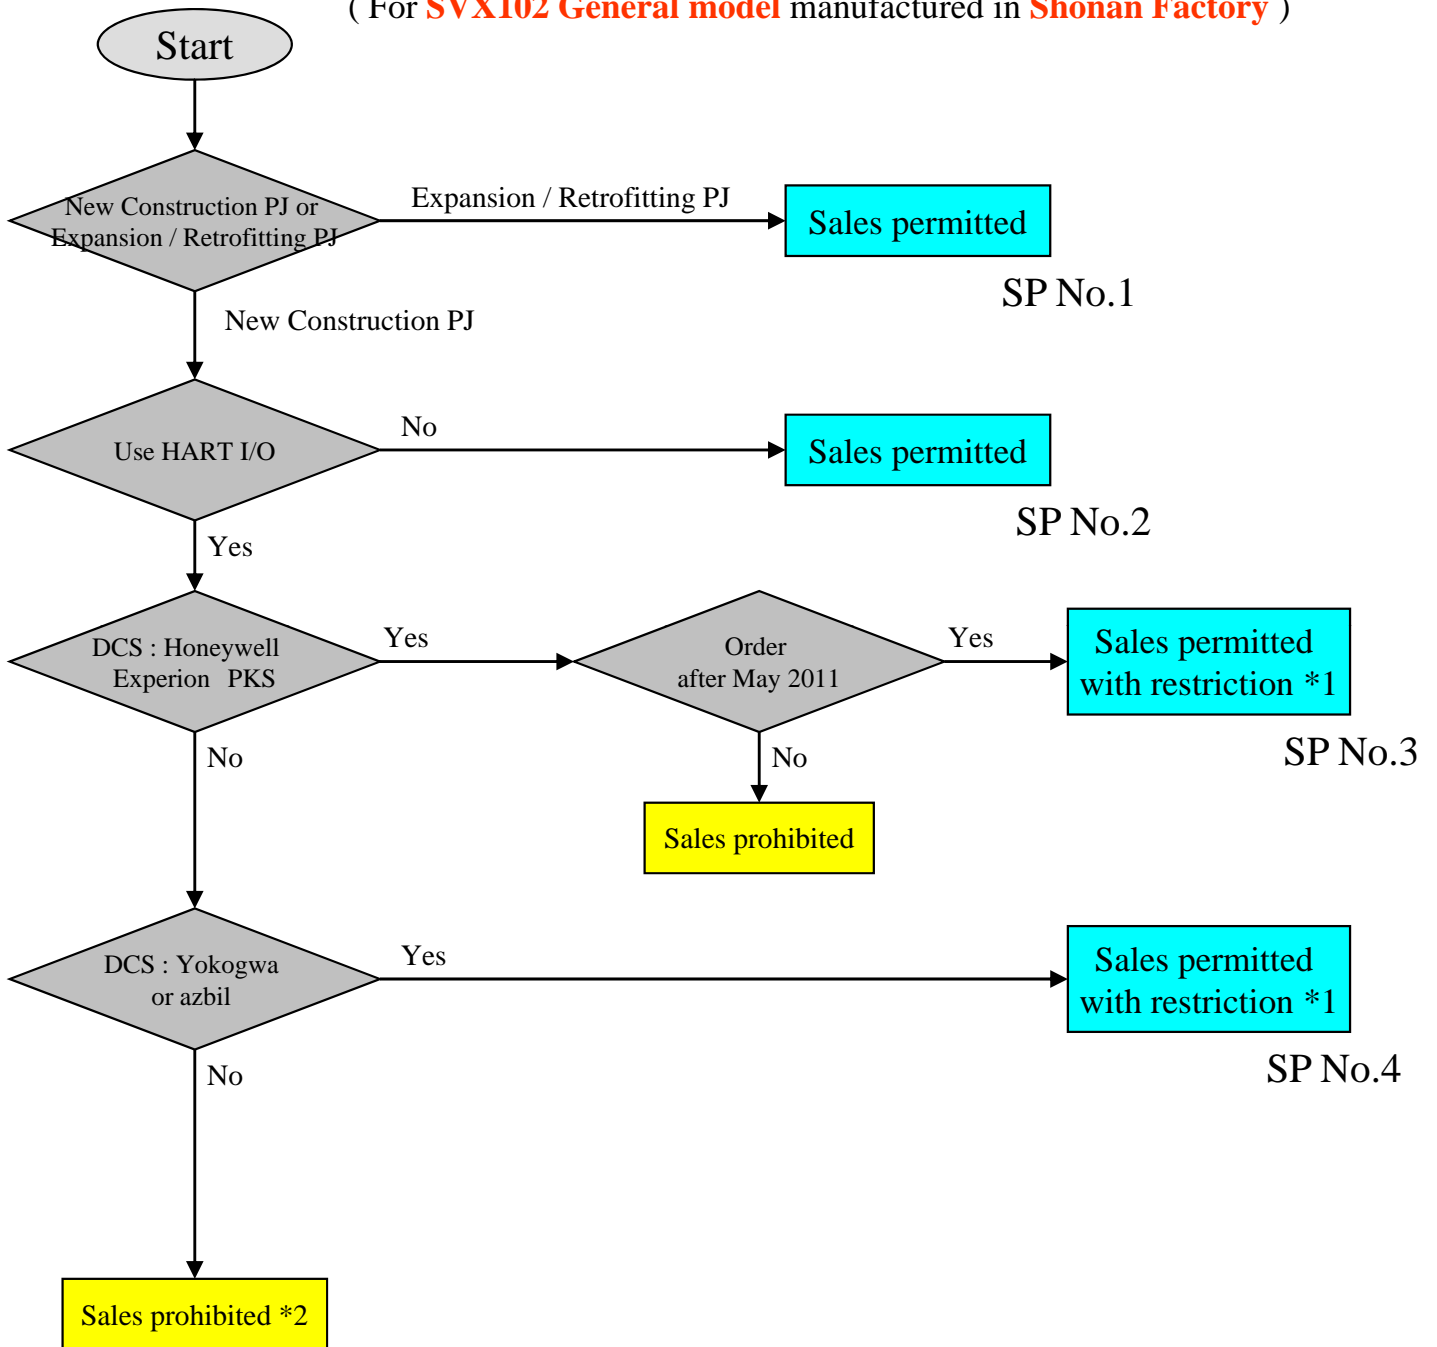 ( For SVX102 General model manufactured in Shonan Factory )
Start
New Construction PJ or
Expansion / Retrofitting PJ
Expansion / Retrofitting PJ
Sales permitted
SP No.1
New Construction PJ
Use HART I/O
No
Sales permitted
SP No.2
Yes
DCS : Honeywell
Experion PKS
Yes
Order
after May 2011
Yes
Sales permitted
with restriction *1
SP No.3
No
No
Sales prohibited
DCS : Yokogwa
or azbil
Yes
Sales permitted
with restriction *1
SP No.4
No
Sales prohibited *2